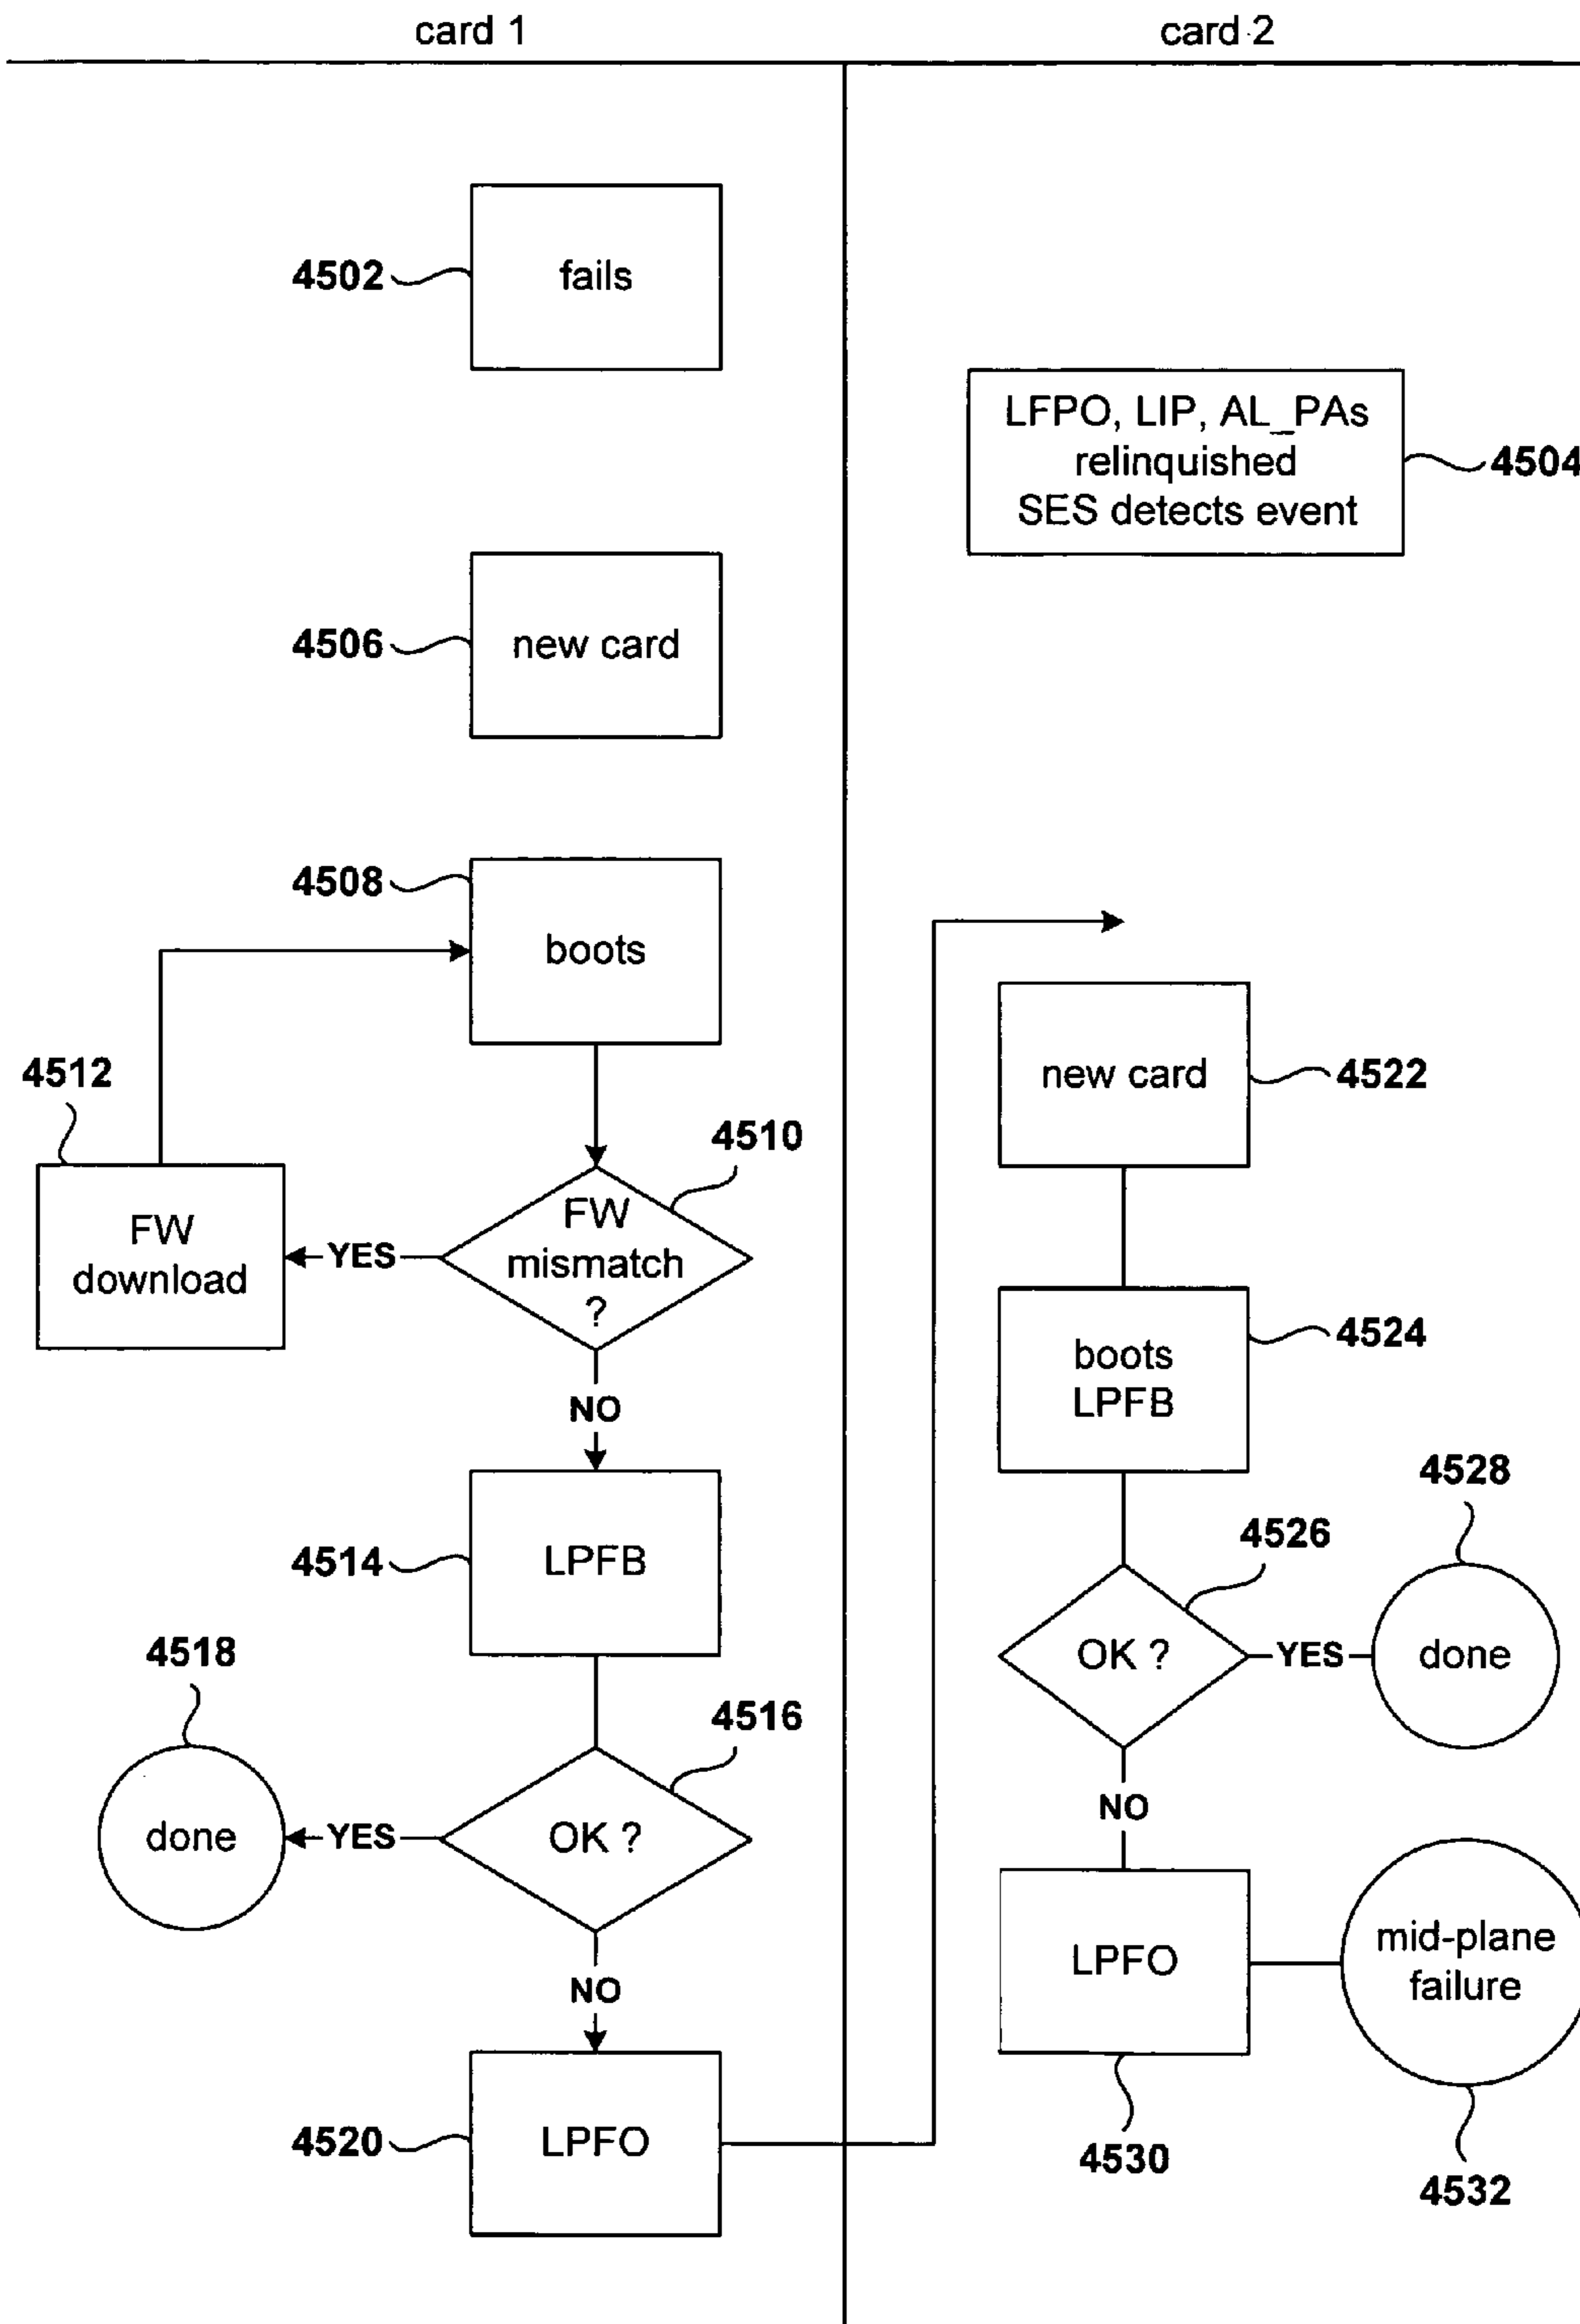 card 1
card 2
4502
fails
LFPO, LIP, AL_PAs
relinquished
SES detects event
4504
4506
new card
4508
boots
4512
FW
download
YES
4510
FW
mismatch
?
NO
4514
LPFB
4518
done
YES
4516
OK ?
NO
4520
LPFO
new card
4522
boots
LPFB
4524
4526
OK ?
YES
4528
done
NO
LPFO
4530
mid-plane
failure
4532